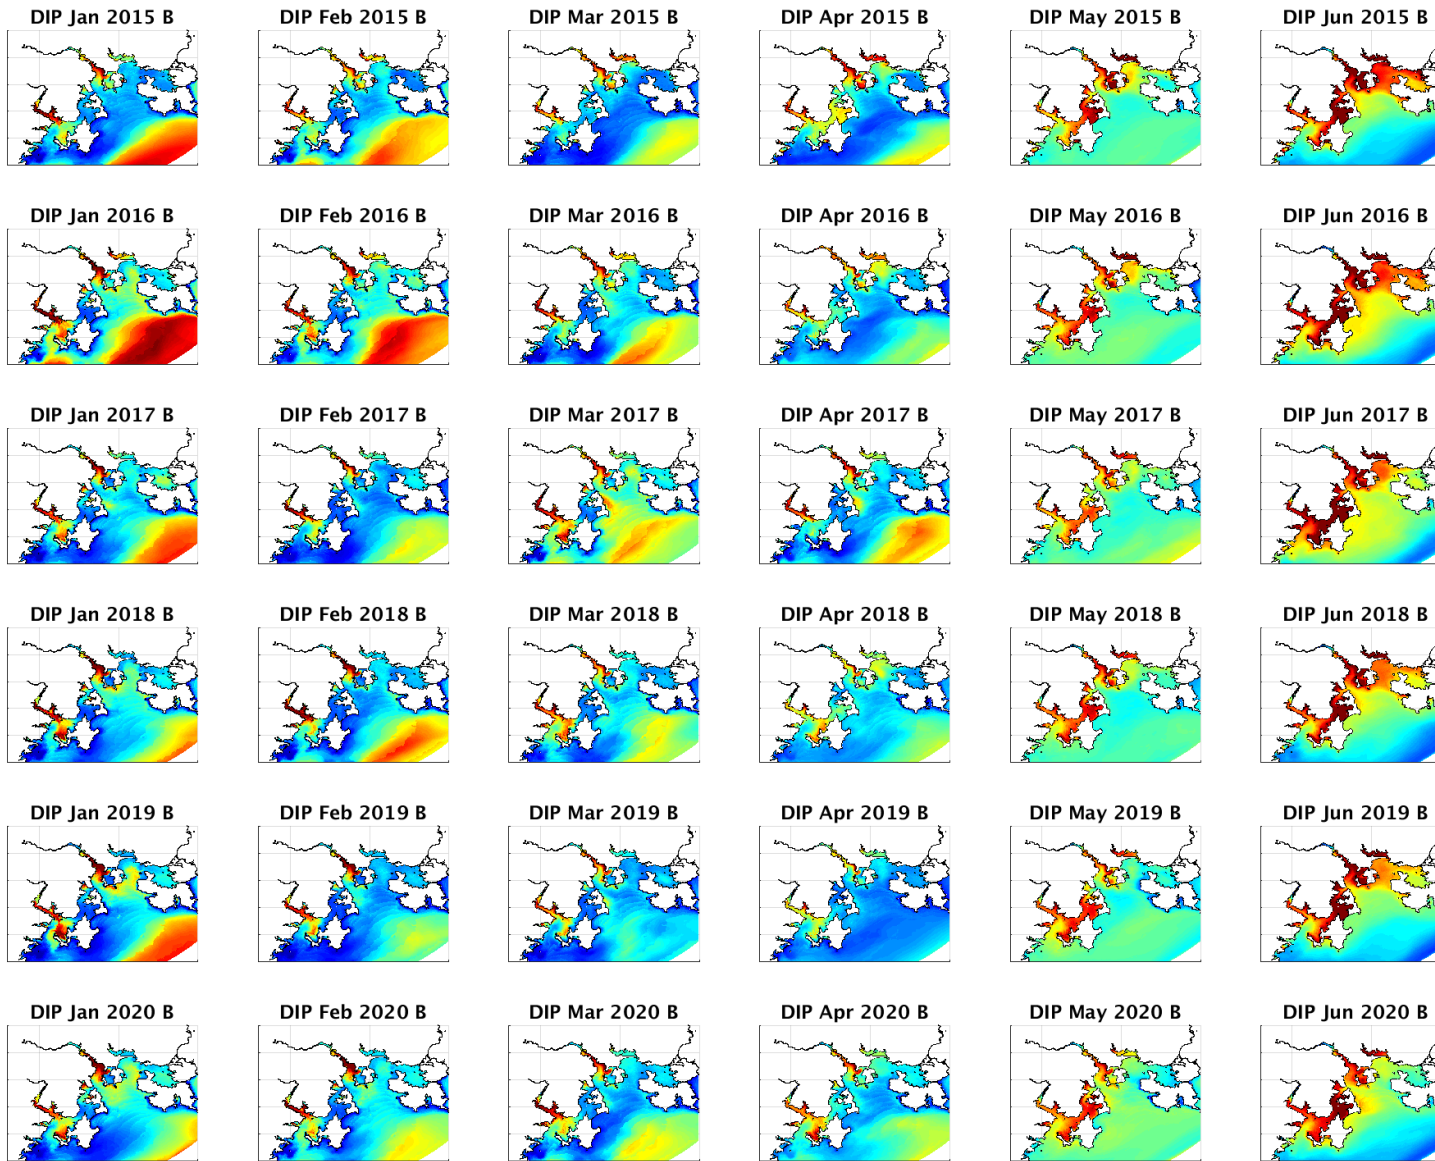 DIP Jan 2015 B
DIP Feb 2015 B
DIP Mar 2015 B
DIP Apr 2015 B
DIP May 2015 B
DIP Jun 2015 B
DIP Jan 2016 B
DIP Feb 2016 B
DIP Mar 2016 B
DIP Apr 2016 B
DIP May 2016 B
DIP Jun 2016 B
DIP Jan 2017 B
DIP Feb 2017 B
DIP Mar 2017 B
DIP Apr 2017 B
DIP May 2017 B
DIP Jun 2017 B
DIP Jan 2018 B
DIP Feb 2018 B
DIP Mar 2018 B
DIP Apr 2018 B
DIP May 2018 B
DIP Jun 2018 B
DIP Jan 2019 B
DIP Feb 2019 B
DIP Mar 2019 B
DIP Apr 2019 B
DIP May 2019 B
DIP Jun 2019 B
DIP Jan 2020 B
DIP Feb 2020 B
DIP Mar 2020 B
DIP Apr 2020 B
DIP May 2020 B
DIP Jun 2020 B